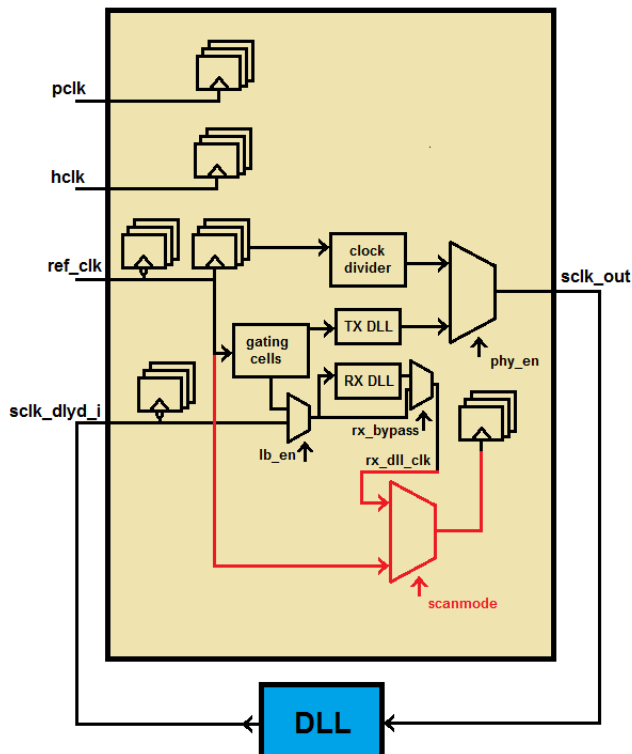 pclk
hclk
ref_clk
clock
divider
sclk_out
TX DLL
gating
cells
phy_en
RX DLL
sclk_dlyd_i
rx_bypass
lb_en
rx_dll_clk
scanmode
DLL